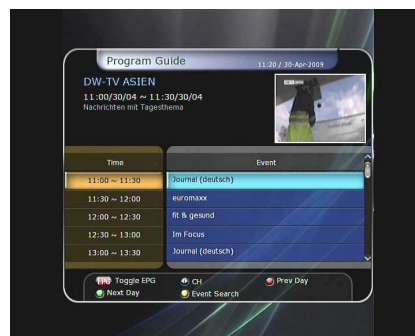 Program Guide
11:20 / 30-Apr-2009
DW-TV ASIEN
11:00/30/04 ~ 11:30/30/04
Nachrichten mit Tagesthema
Time Event
11:00 ~ 11:30 Journal (deutsch)
11:30 ~ 12:00 euromaxx
12:00 ~ 12:30 fit & gesund
12:30 ~ 13:00 Im Focus
13:00 ~ 13:30 Journal (deutsch)
EPG Toggle EPG CH Prev Day
Next Day Event Search